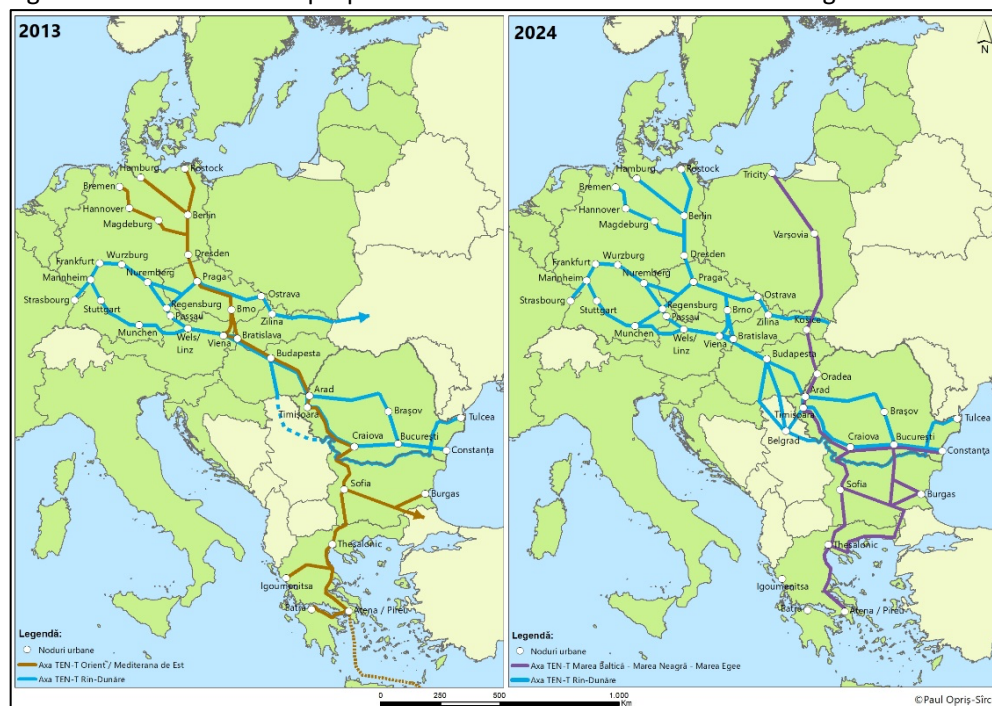 2013
Hamburg
Rostock
Bremen
Hannover
Berlin
Magdeburg
Dresden
Frankfurt
Wurzburg
Praga
Mannheim
Nuremberg
Ostrava
Strasbourg
Regensburg
Brno
Stuttgart
Passau
Zilina
Munchen
Wels/
Linz
Viena
Bratislava
Budapesta
Arad
Timișoara
Brașov
Tulcea
Craiova
București
Constanța
Sofia
Burgas
Thesalonic
Igoumenitsa
Atena / Pireu
Legendă:
Noduri urbane
Axa TEN-T Orient / Mediterana de Est
Axa TEN-T Rin-Dunăre
2024
N
Hamburg
Rostock
Tricity
Bremen
Hannover
Berlin
Magdeburg
Varșovia
Dresden
Frankfurt
Wurzburg
Praga
Mannheim
Nuremberg
Ostrava
Strasbourg
Regensburg
Brno
Stuttgart
Passau
Zilina
Košice
Munchen
Wels/
Linz
Viena
Bratislava
Budapesta
Oradea
Arad
Timișoara
Brașov
Tulcea
Belgrad
Craiova
București
Constanța
Sofia
Burgas
Thesalonic
Igoumenitsa
Atena / Pireu
Legendă:
Noduri urbane
Axa TEN-T Marea Baltică - Marea Neagră - Marea Egee
Axa TEN-T Rin-Dunăre
0 250 500 1.000
Km
©Paul Opriș-Sîrc